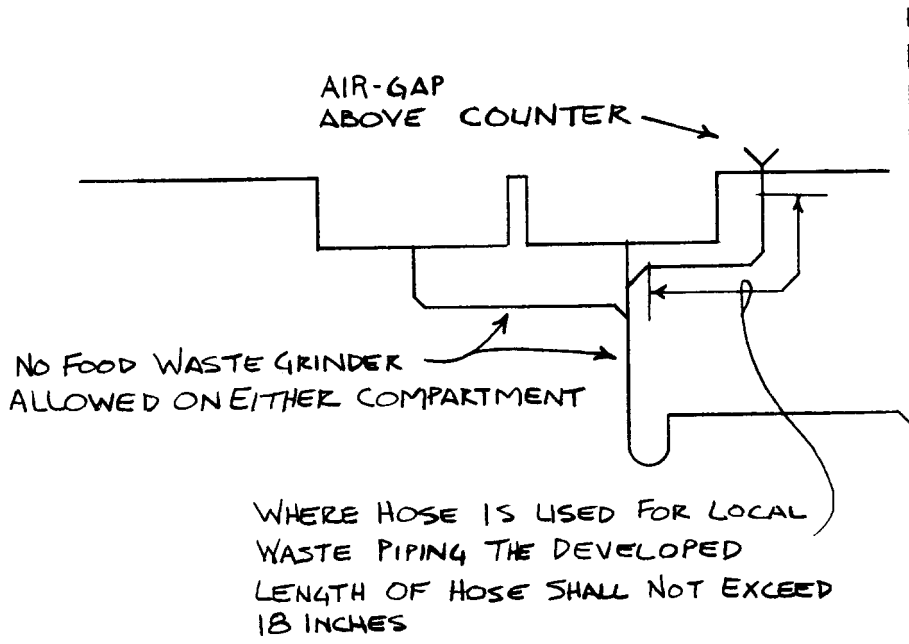 AIR-GAP
ABOVE COUNTER
NO FOOD WASTE GRINDER
ALLOWED ON EITHER COMPARTMENT
WHERE HOSE IS USED FOR LOCAL
WASTE PIPING THE DEVELOPED
LENGTH OF HOSE SHALL NOT EXCEED
18 INCHES